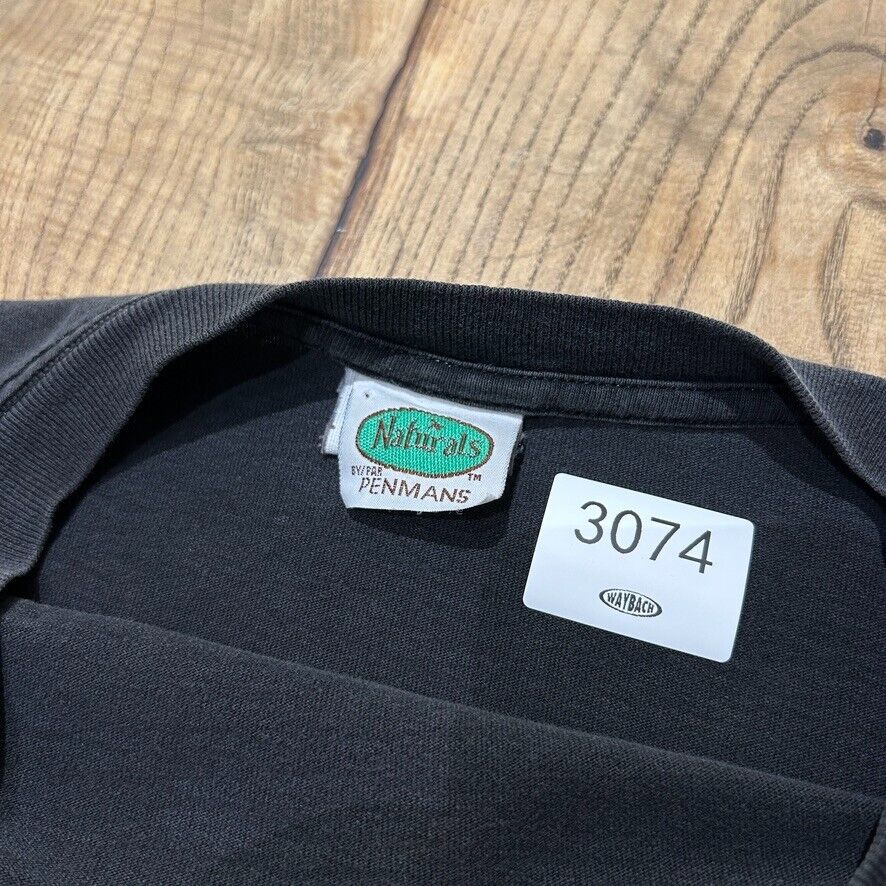 Naturals
BY/PAR
TM
PENMANS
3074
WAYBACH